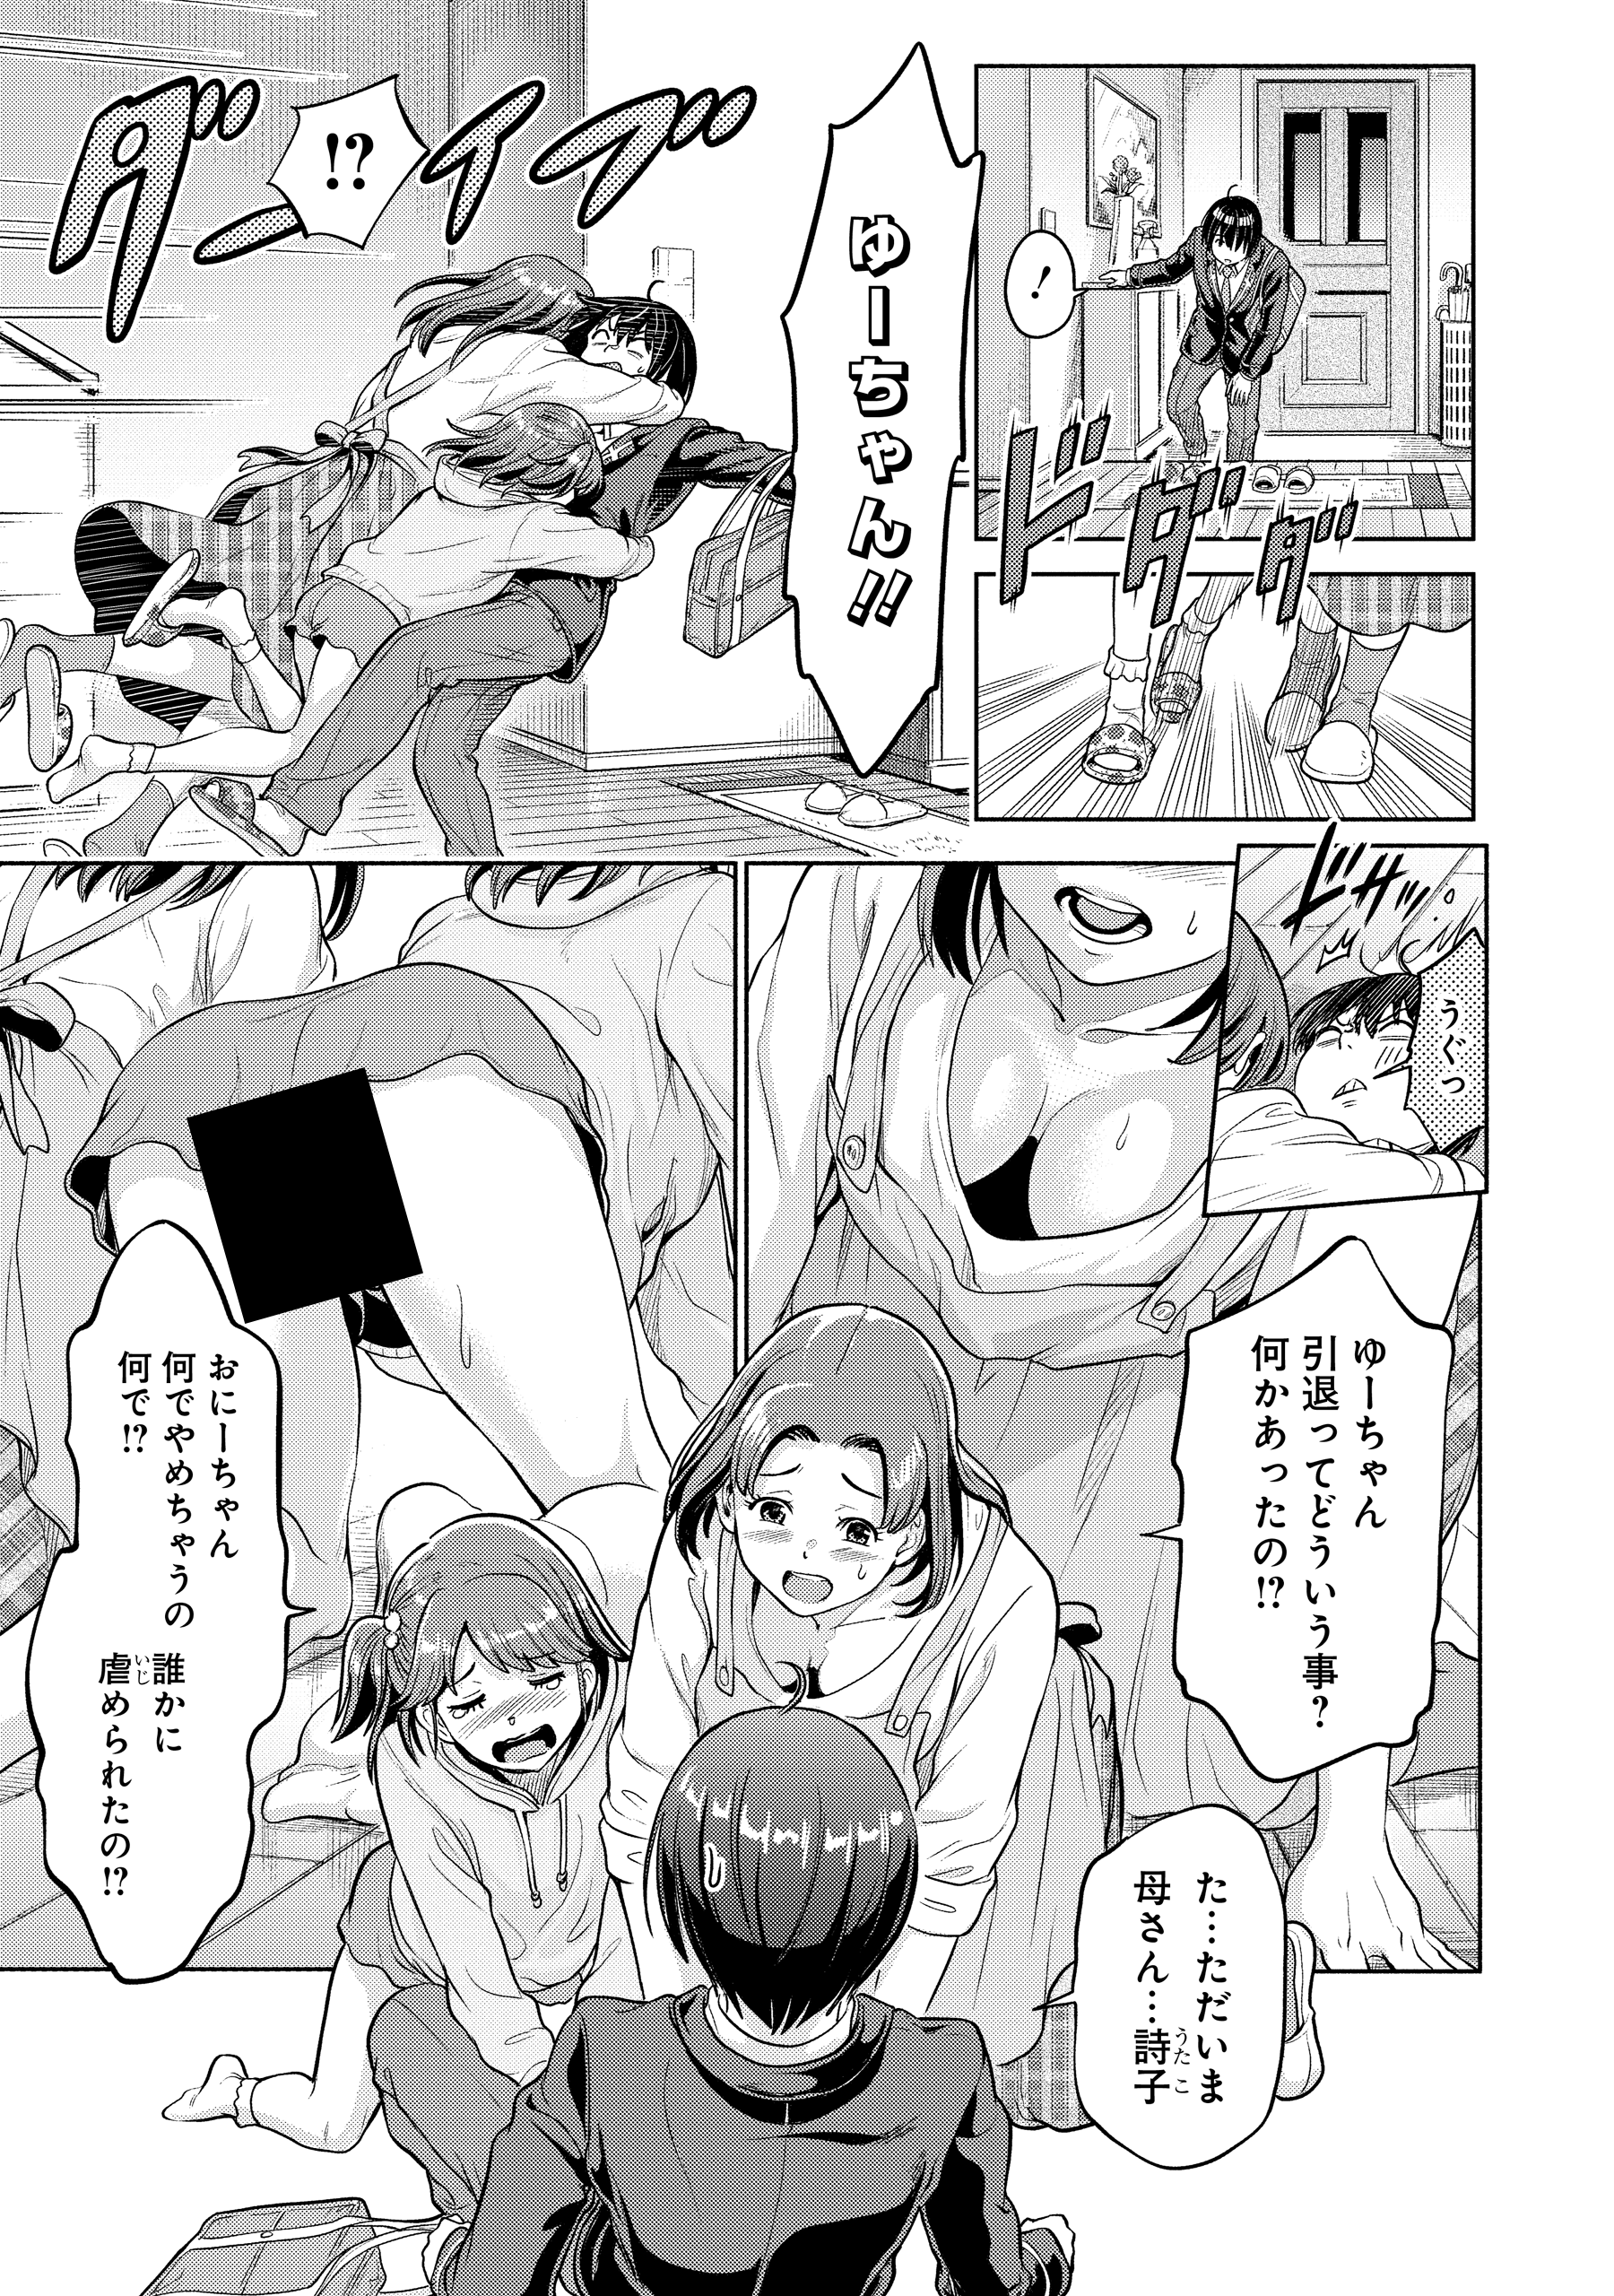 ！
ドダダ
ゆーちゃん!!
!?
ダーイブ
ドサッ
うぐっ
ゆーちゃん
引退ってどういう事？
何かあったの!?
おにーちゃん
何でやめちゃうの
何で!?
誰かに
虐められたの!?
いじ
た…ただいま
母さん…詩子
うたこ